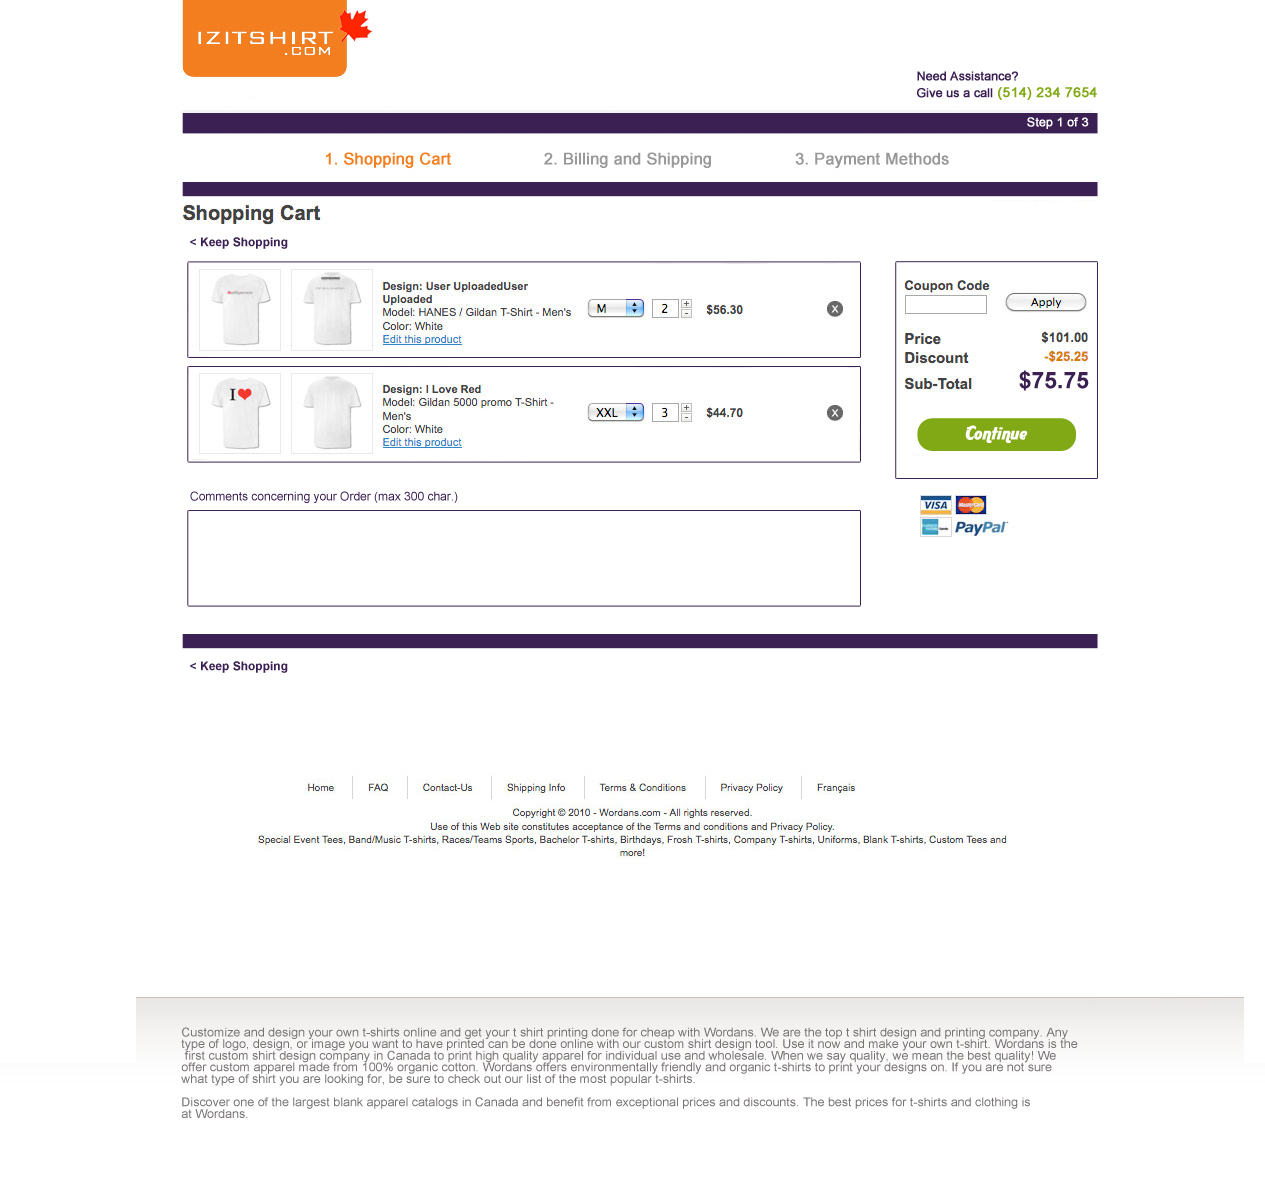 IZITSHIRT
.COM
Need Assistance?
Give us a call (514) 234 7654
Step 1 of 3
1. Shopping Cart
2. Billing and Shipping
3. Payment Methods
Shopping Cart
< Keep Shopping
Design: User UploadedUser
Uploaded
Model: HANES / Gildan T-Shirt - Men's
Color: White
Edit this product
M
2
+
-
$56.30
X
I
Design: I Love Red
Model: Gildan 5000 promo T-Shirt -
Men's
Color: White
Edit this product
XXL
3
+
-
$44.70
X
Coupon Code
Apply
Price $101.00
Discount -$25.25
Sub-Total $75.75
Continue
VISA MasterCard
PayPal
Comments concerning your Order (max 300 char.)
< Keep Shopping
Home
FAQ
Contact-Us
Shipping Info
Terms & Conditions
Privacy Policy
Français
Copyright © 2010 - Wordans.com - All rights reserved.
Use of this Web site constitutes acceptance of the Terms and conditions and Privacy Policy.
Special Event Tees, Band/Music T-shirts, Races/Teams Sports, Bachelor T-shirts, Birthdays, Frosh T-shirts, Company T-shirts, Uniforms, Blank T-shirts, Custom Tees and
more!
Customize and design your own t-shirts online and get your t shirt printing done for cheap with Wordans. We are the top t shirt design and printing company. Any
type of logo, design, or image you want to have printed can be done online with our custom shirt design tool. Use it now and make your own t-shirt. Wordans is the
first custom shirt design company in Canada to print high quality apparel for individual use and wholesale. When we say quality, we mean the best quality! We
offer custom apparel made from 100% organic cotton. Wordans offers environmentally friendly and organic t-shirts to print your designs on. If you are not sure
what type of shirt you are looking for, be sure to check out our list of the most popular t-shirts.
Discover one of the largest blank apparel catalogs in Canada and benefit from exceptional prices and discounts. The best prices for t-shirts and clothing is
at Wordans.